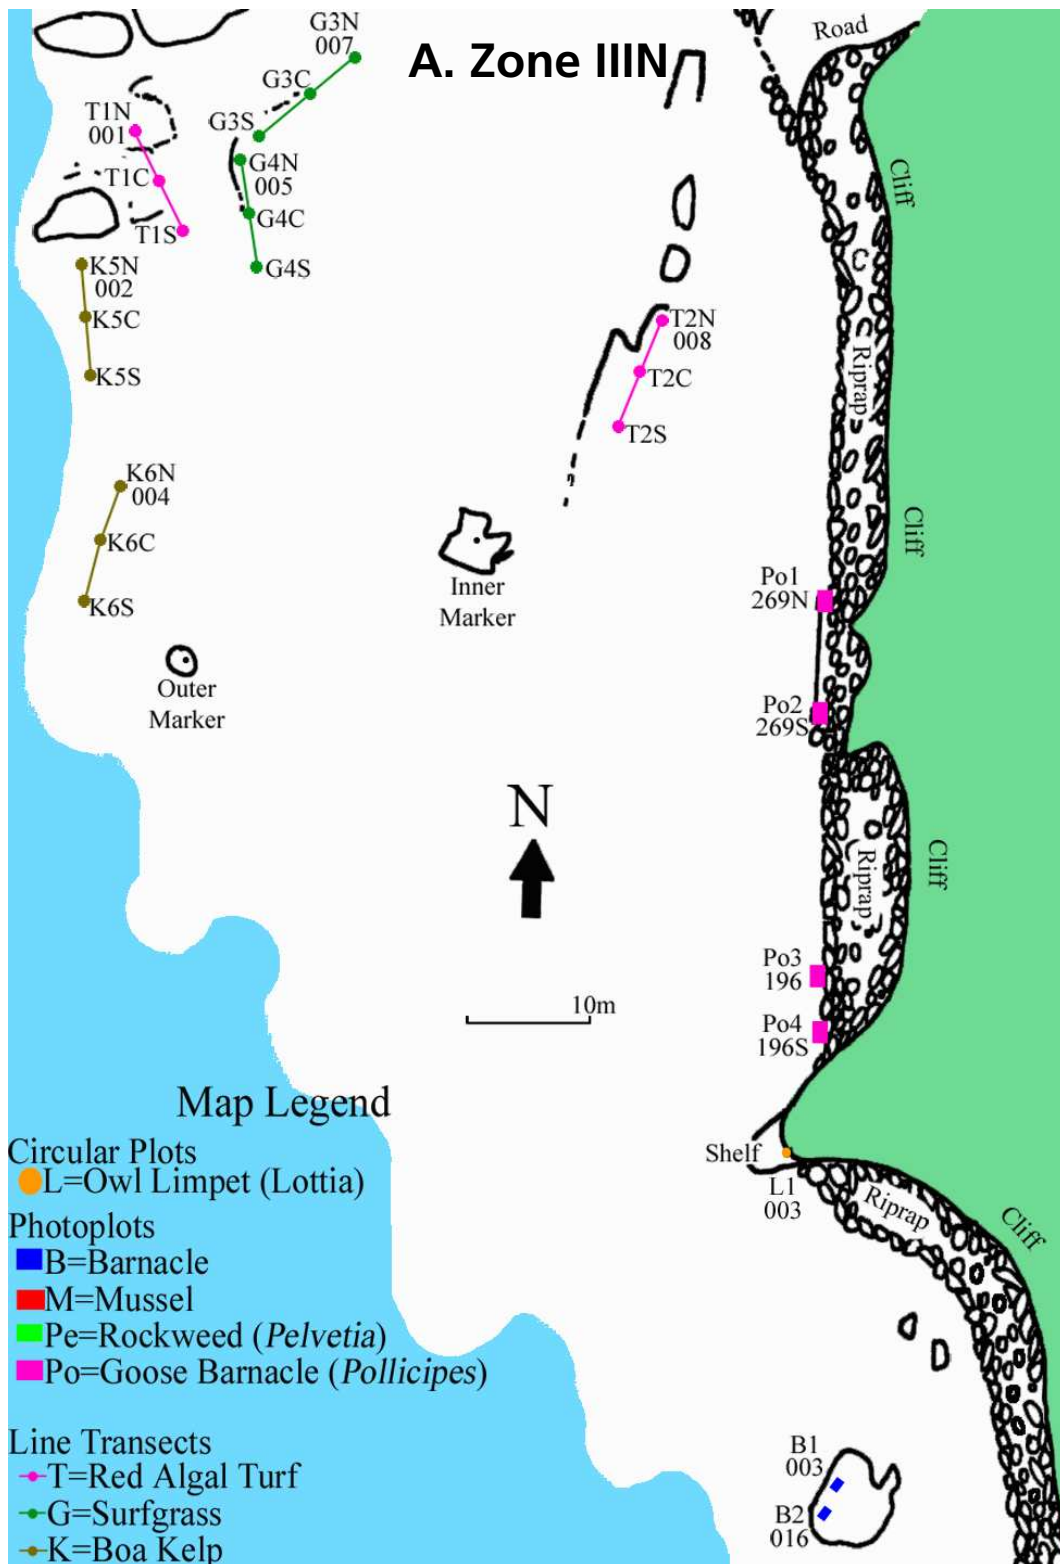 A. Zone IIIN
Road
G3N
007
G3C
G3S
T1N
001
T1C
T1S
G4N
005
G4C
G4S
Cliff
K5N
002
K5C
K5S
T2N
008
T2C
T2S
Riprap
K6N
004
K6C
K6S
Cliff
Inner
Marker
Po1
269N
Outer
Marker
Po2
269S
N
Riprap
Cliff
Po3
196
10m
Po4
196S
Shelf
L1
003
Riprap
Cliff
B1
003
B2
016
Map Legend
Circular Plots
L=Owl Limpet (Lottia)
Photoplots
B=Barnacle
M=Mussel
Pe=Rockweed (Pelvetia)
Po=Goose Barnacle (Pollicipes)
Line Transects
T=Red Algal Turf
G=Surfgrass
K=Boa Kelp